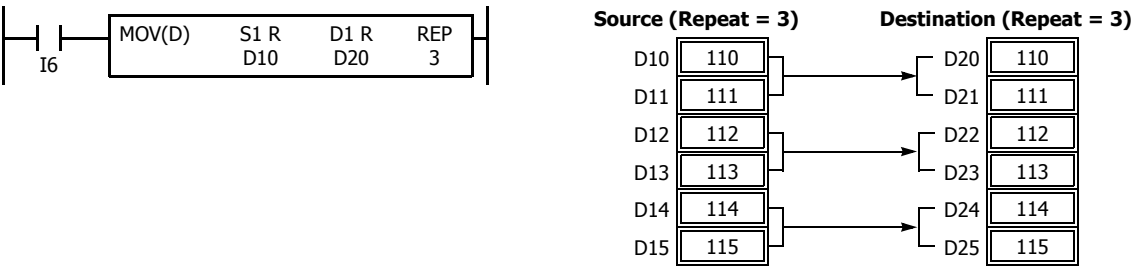 MOV(D) S1 R D1 R REP
D10 D20 3
I6
Source (Repeat = 3) Destination (Repeat = 3)
D10 110 D20 110
D11 111 D21 111
D12 112 D22 112
D13 113 D23 113
D14 114 D24 114
D15 115 D25 115